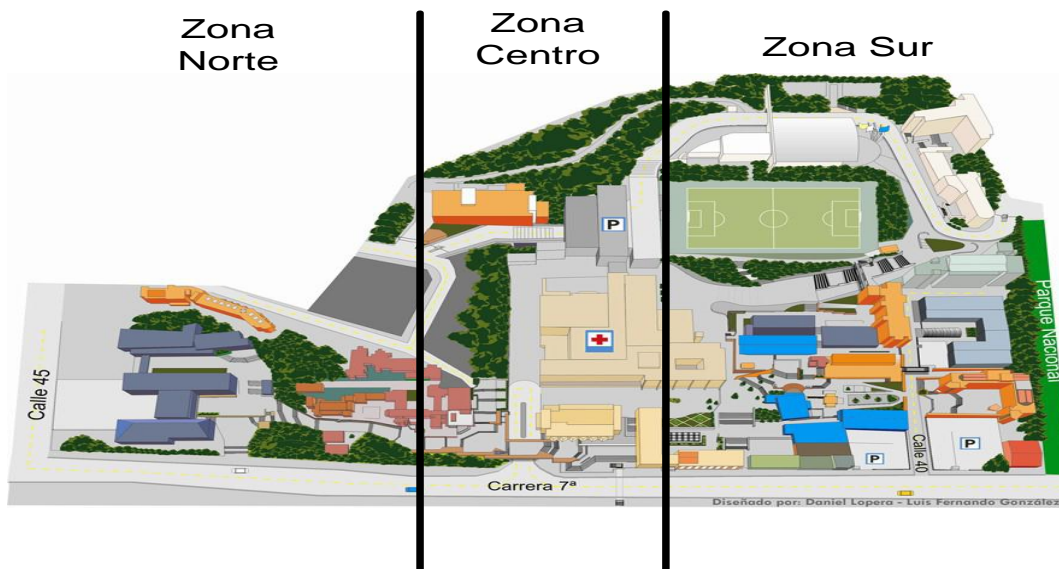 Zona
Norte
Zona
Centro
Zona Sur
P
Parque Nacional
Calle 45
Calle 40
P
P
Carrera 7ª
Diseñado por: Daniel Lopera - Luis Fernando González